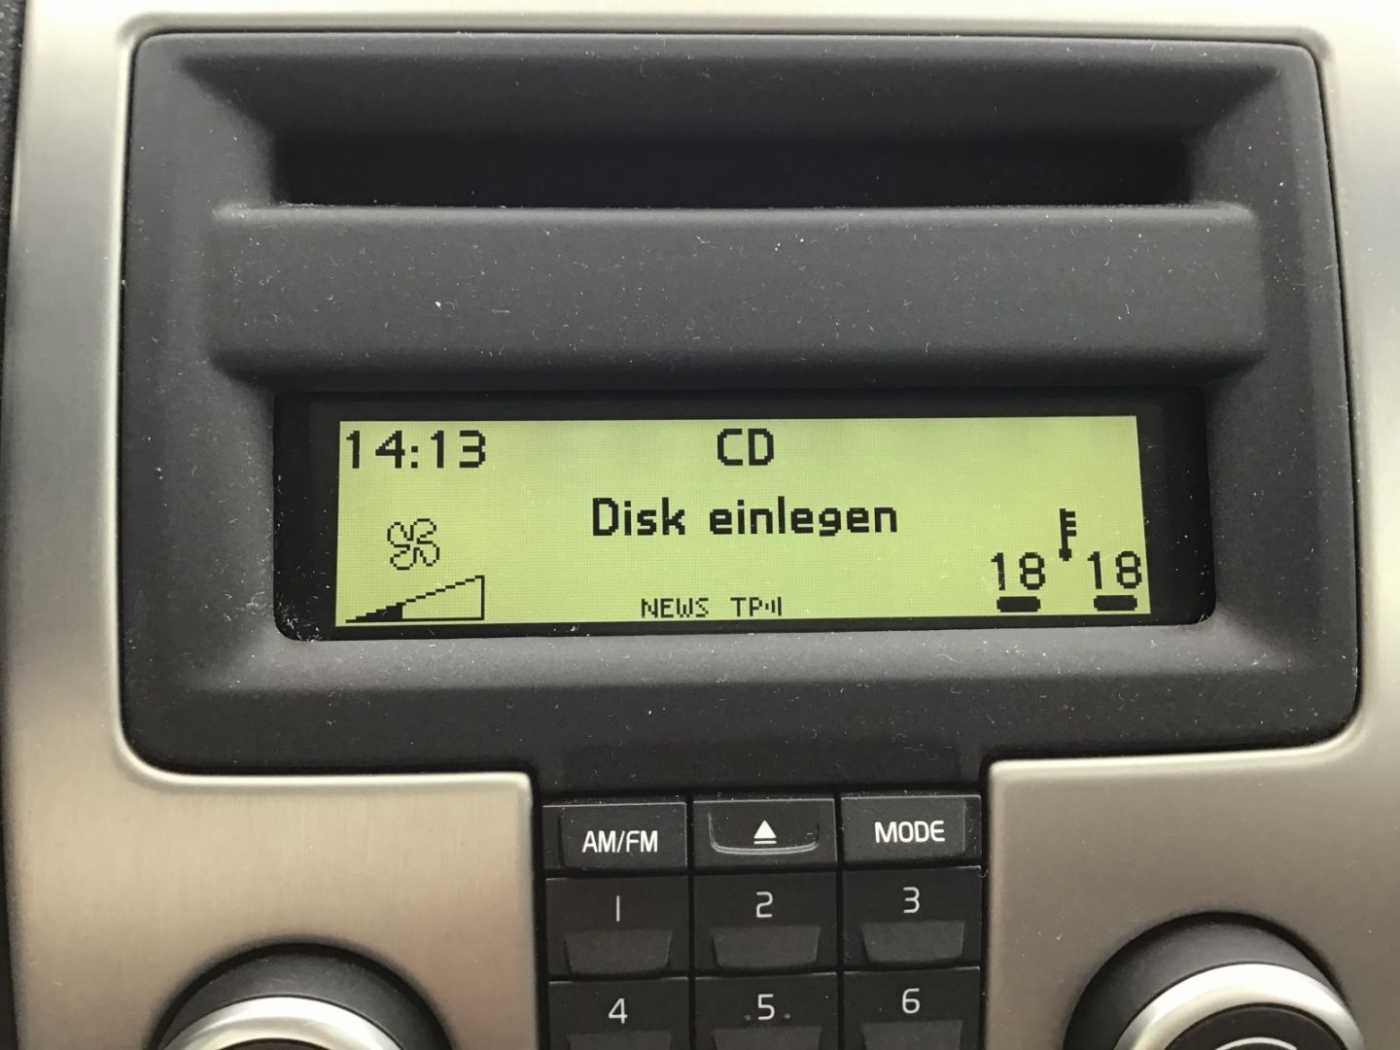 14:13 CD
Disk einlegen
18 18
NEWS TP
AM/FM MODE
1 2 3
4 5 6